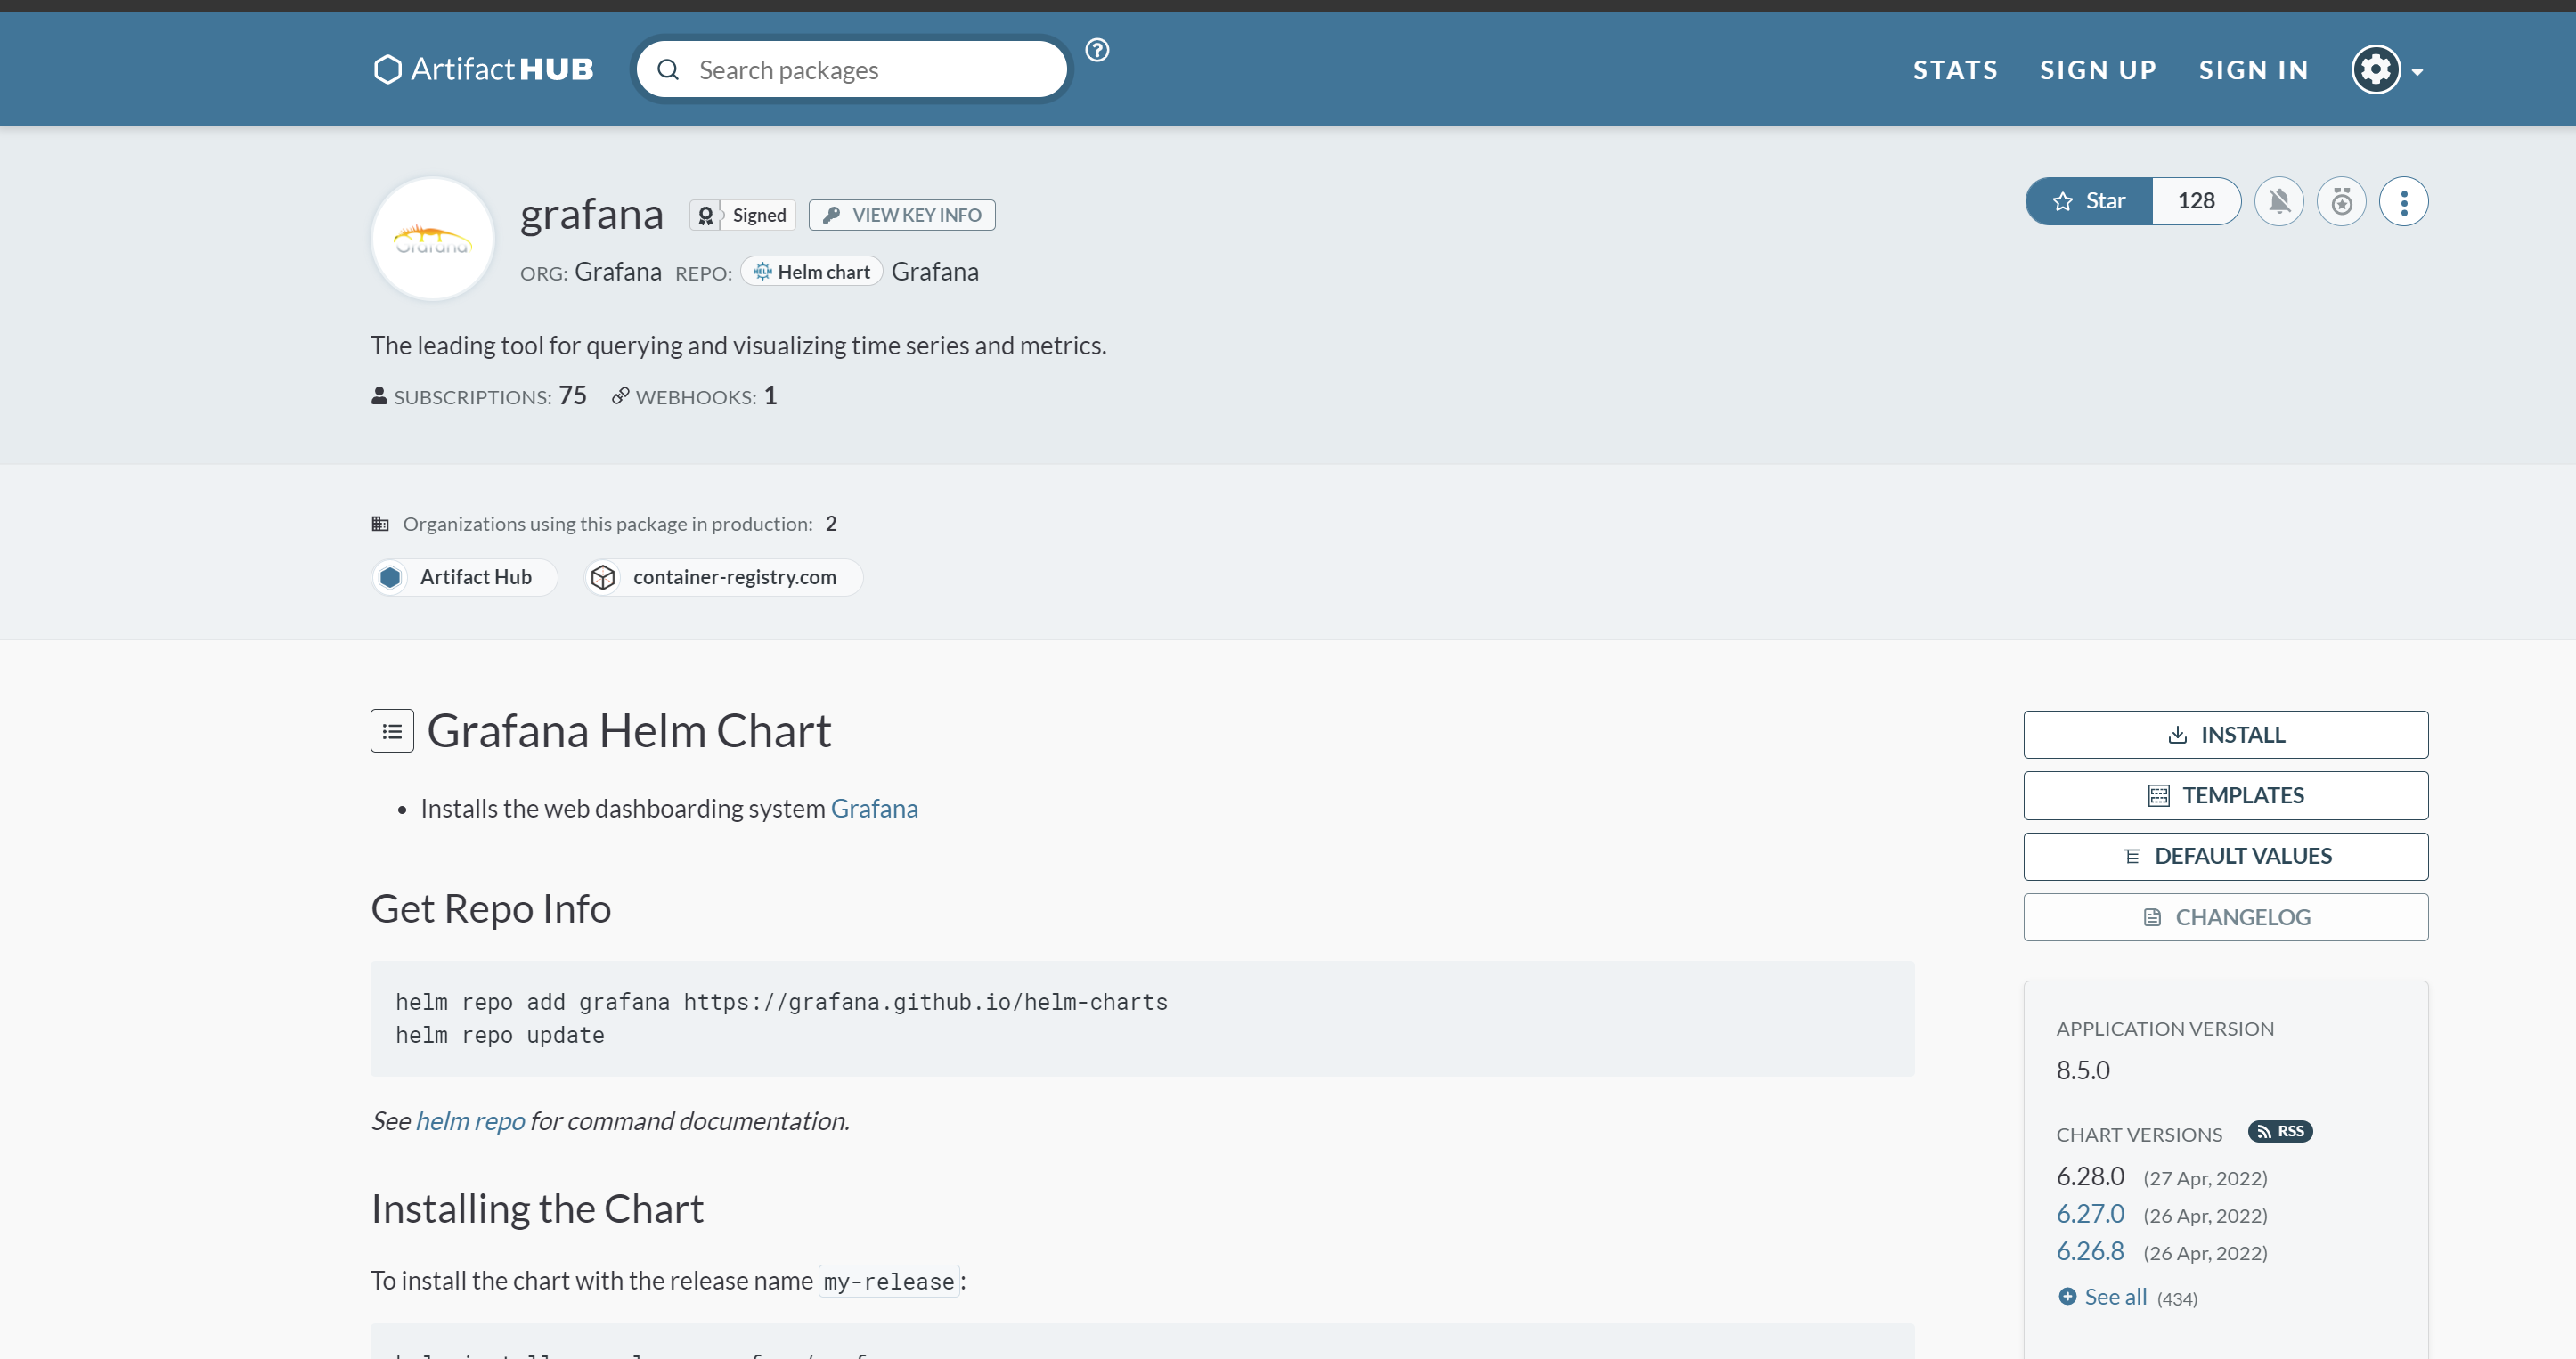 ArtifactHUB
Search packages
STATS SIGN UP SIGN IN
Grafana
grafana Signed VIEW KEY INFO
Star 128
ORG: Grafana REPO: HELM Helm chart Grafana
The leading tool for querying and visualizing time series and metrics.
SUBSCRIPTIONS: 75 WEBHOOKS: 1
Organizations using this package in production: 2
Artifact Hub container-registry.com
Grafana Helm Chart
Installs the web dashboarding system Grafana
Get Repo Info
helm repo add grafana https://grafana.github.io/helm-charts
helm repo update
See helm repo for command documentation.
Installing the Chart
To install the chart with the release name my-release:
INSTALL
TEMPLATES
DEFAULT VALUES
CHANGELOG
APPLICATION VERSION
8.5.0
CHART VERSIONS RSS
6.28.0 (27 Apr, 2022)
6.27.0 (26 Apr, 2022)
6.26.8 (26 Apr, 2022)
See all (434)